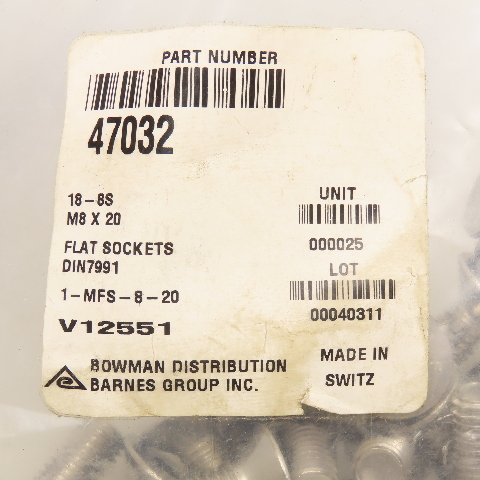 PART NUMBER
47032
18-8S
M8 X 20
FLAT SOCKETS
DIN7991
1-MFS-8-20
V12551
UNIT
000025
LOT
00040311
BOWMAN DISTRIBUTION
BARNES GROUP INC.
MADE IN
SWITZ